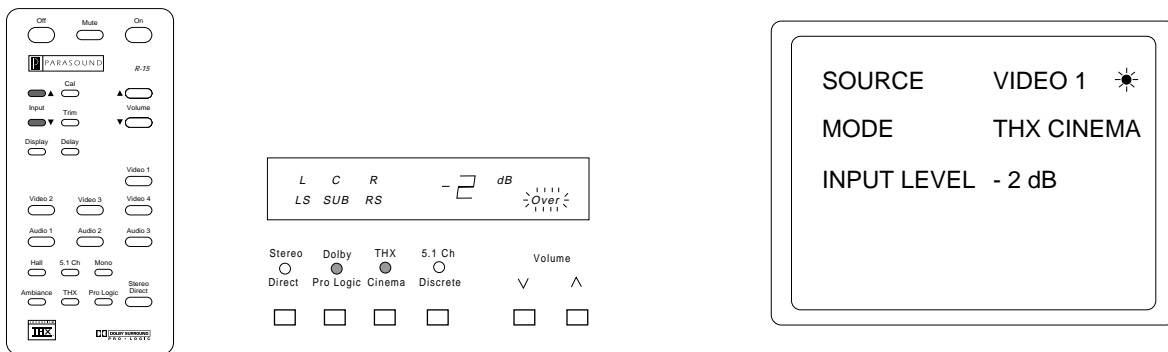 Off Mute On
P PARASOUND
R-15
Cal
Input Trim Volume
Display Delay
Video 1
Video 2 Video 3 Video 4
Audio 1 Audio 2 Audio 3
Hall 5.1 Ch Mono
Ambiance THX Pro Logic Stereo Direct
THX
DOLBY SURROUND
PRO • LOGIC
L C R -2 dB
LS SUB RS Over
Stereo Dolby THX 5.1 Ch Volume
Direct Pro Logic Cinema Discrete
SOURCE VIDEO 1
MODE THX CINEMA
INPUT LEVEL - 2 dB